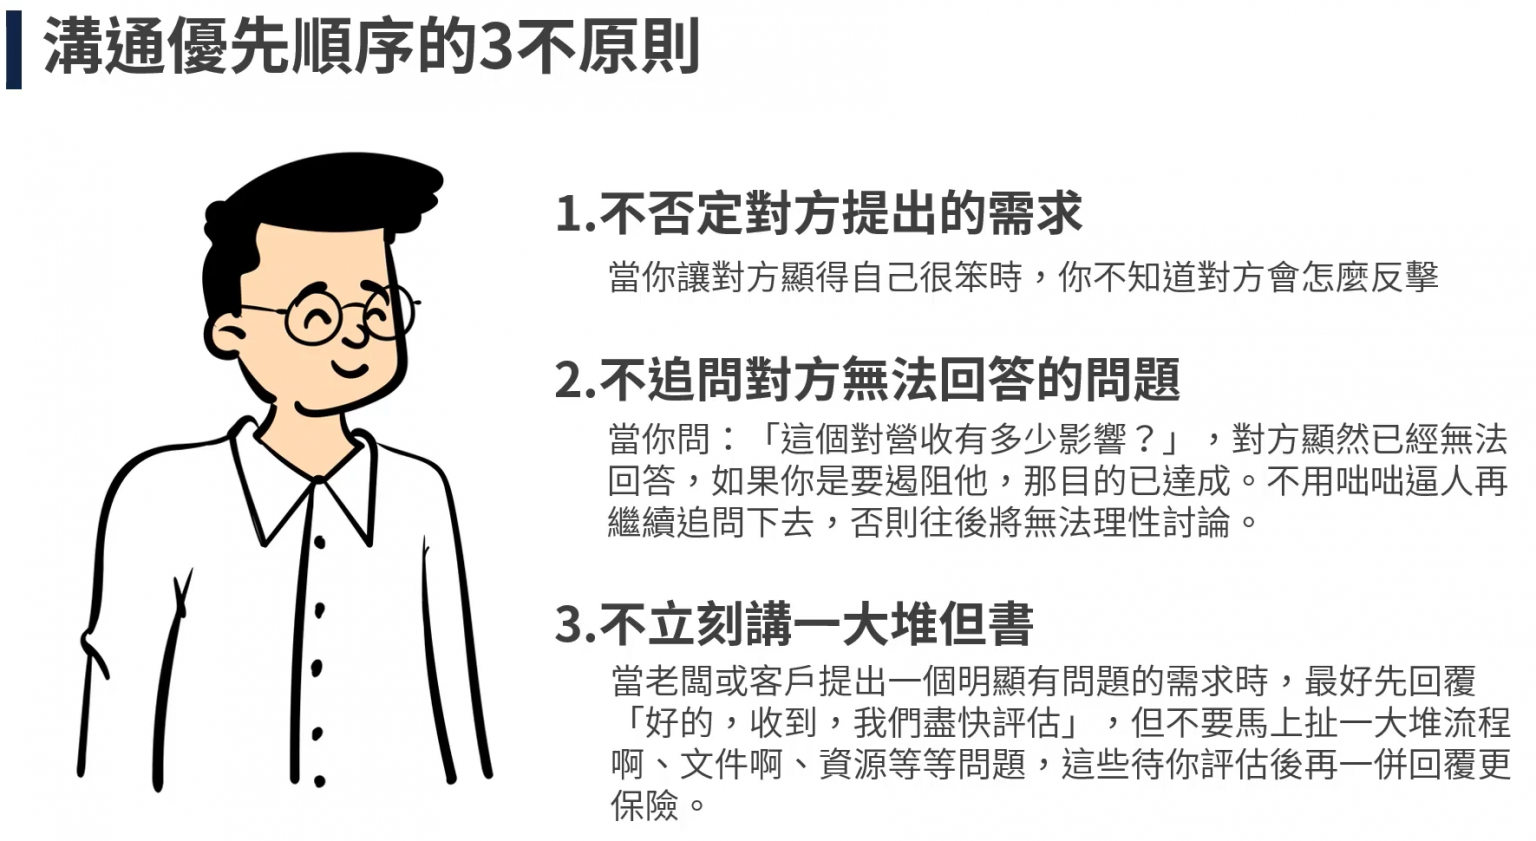 溝通優先順序的3不原則
1.不否定對方提出的需求
當你讓對方顯得自己很笨時，你不知道對方會怎麼反擊
2.不追問對方無法回答的問題
當你問：「這個對營收有多少影響？」，對方顯然已經無法
回答，如果你是要遏阻他，那目的已達成。不用咄咄逼人再
繼續追問下去，否則往後將無法理性討論。
3.不立刻講一大堆但書
當老闆或客戶提出一個明顯有問題的需求時，最好先回覆
「好的，收到，我們盡快評估」，但不要馬上扯一大堆流程
啊、文件啊、資源等等問題，這些待你評估後再一併回覆更
保險。